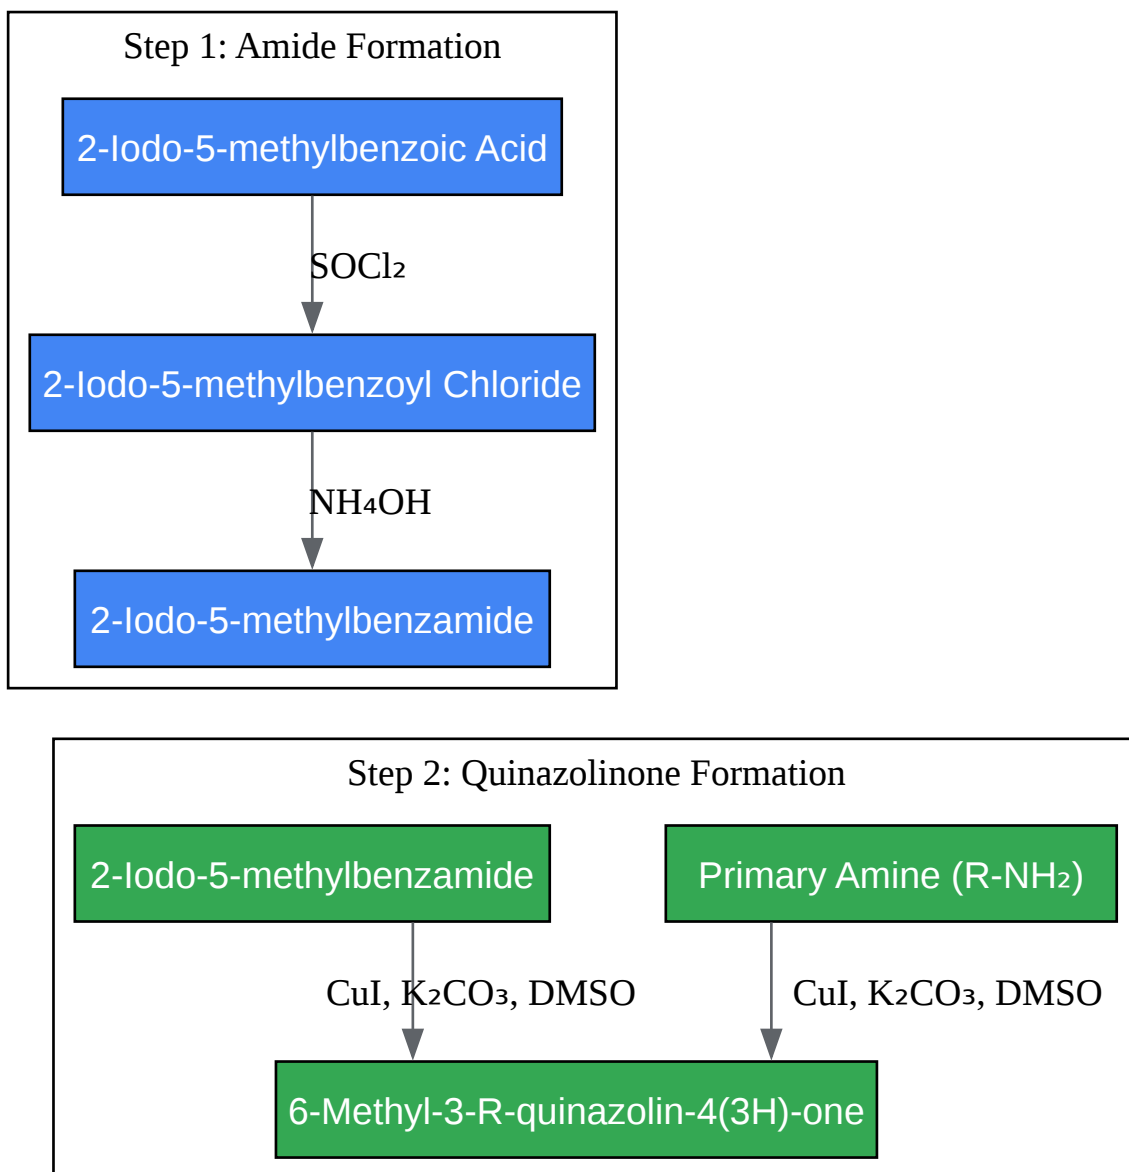 Step 1: Amide Formation
2-Iodo-5-methylbenzoic Acid
SOCl₂
2-Iodo-5-methylbenzoyl Chloride
NH₄OH
2-Iodo-5-methylbenzamide
Step 2: Quinazolinone Formation
2-Iodo-5-methylbenzamide
Primary Amine (R-NH₂)
CuI, K₂CO₃, DMSO
CuI, K₂CO₃, DMSO
6-Methyl-3-R-quinazolin-4(3H)-one